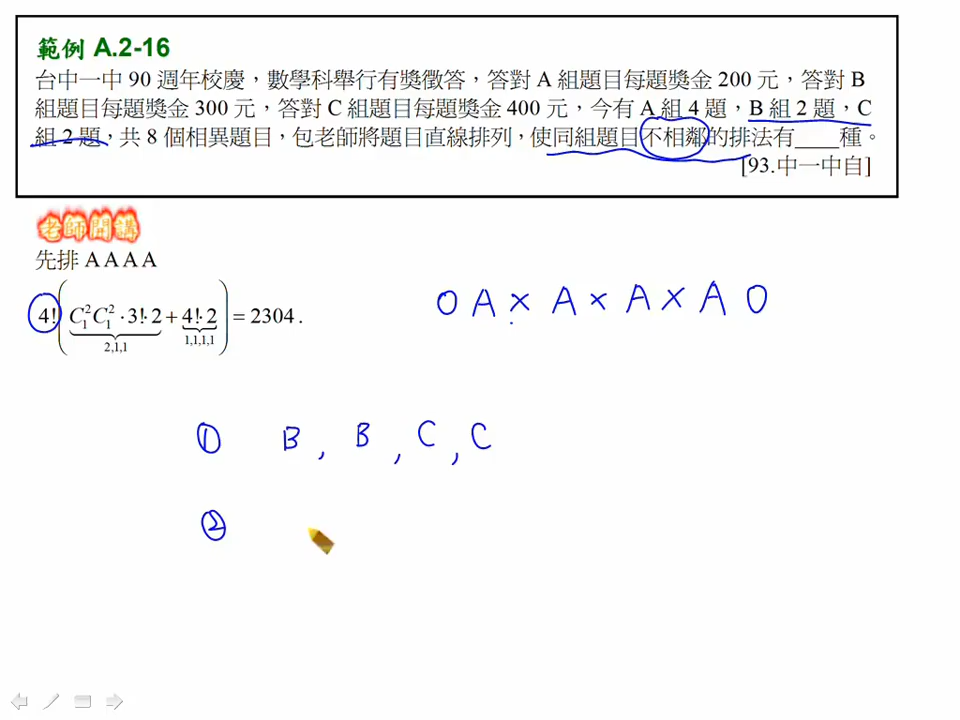 範例 A.2-16
台中一中 90 週年校慶，數學科舉行有獎徵答，答對 A 組題目每題獎金 200 元，答對 B
組題目每題獎金 300 元，答對 C 組題目每題獎金 400 元，今有 A 組 4 題，B 組 2 題，C
組 2 題，共 8 個相異題目，包老師將題目直線排列，使同組題目不相鄰的排法有____種。
[93.中一中自]
老師開講
先排 A A A A
4!(C₁²C₁²·3!·2 + 4!·2) = 2304.
2,1,1 1,1,1,1
O A × A × A × A O
① B , B , C , C
②